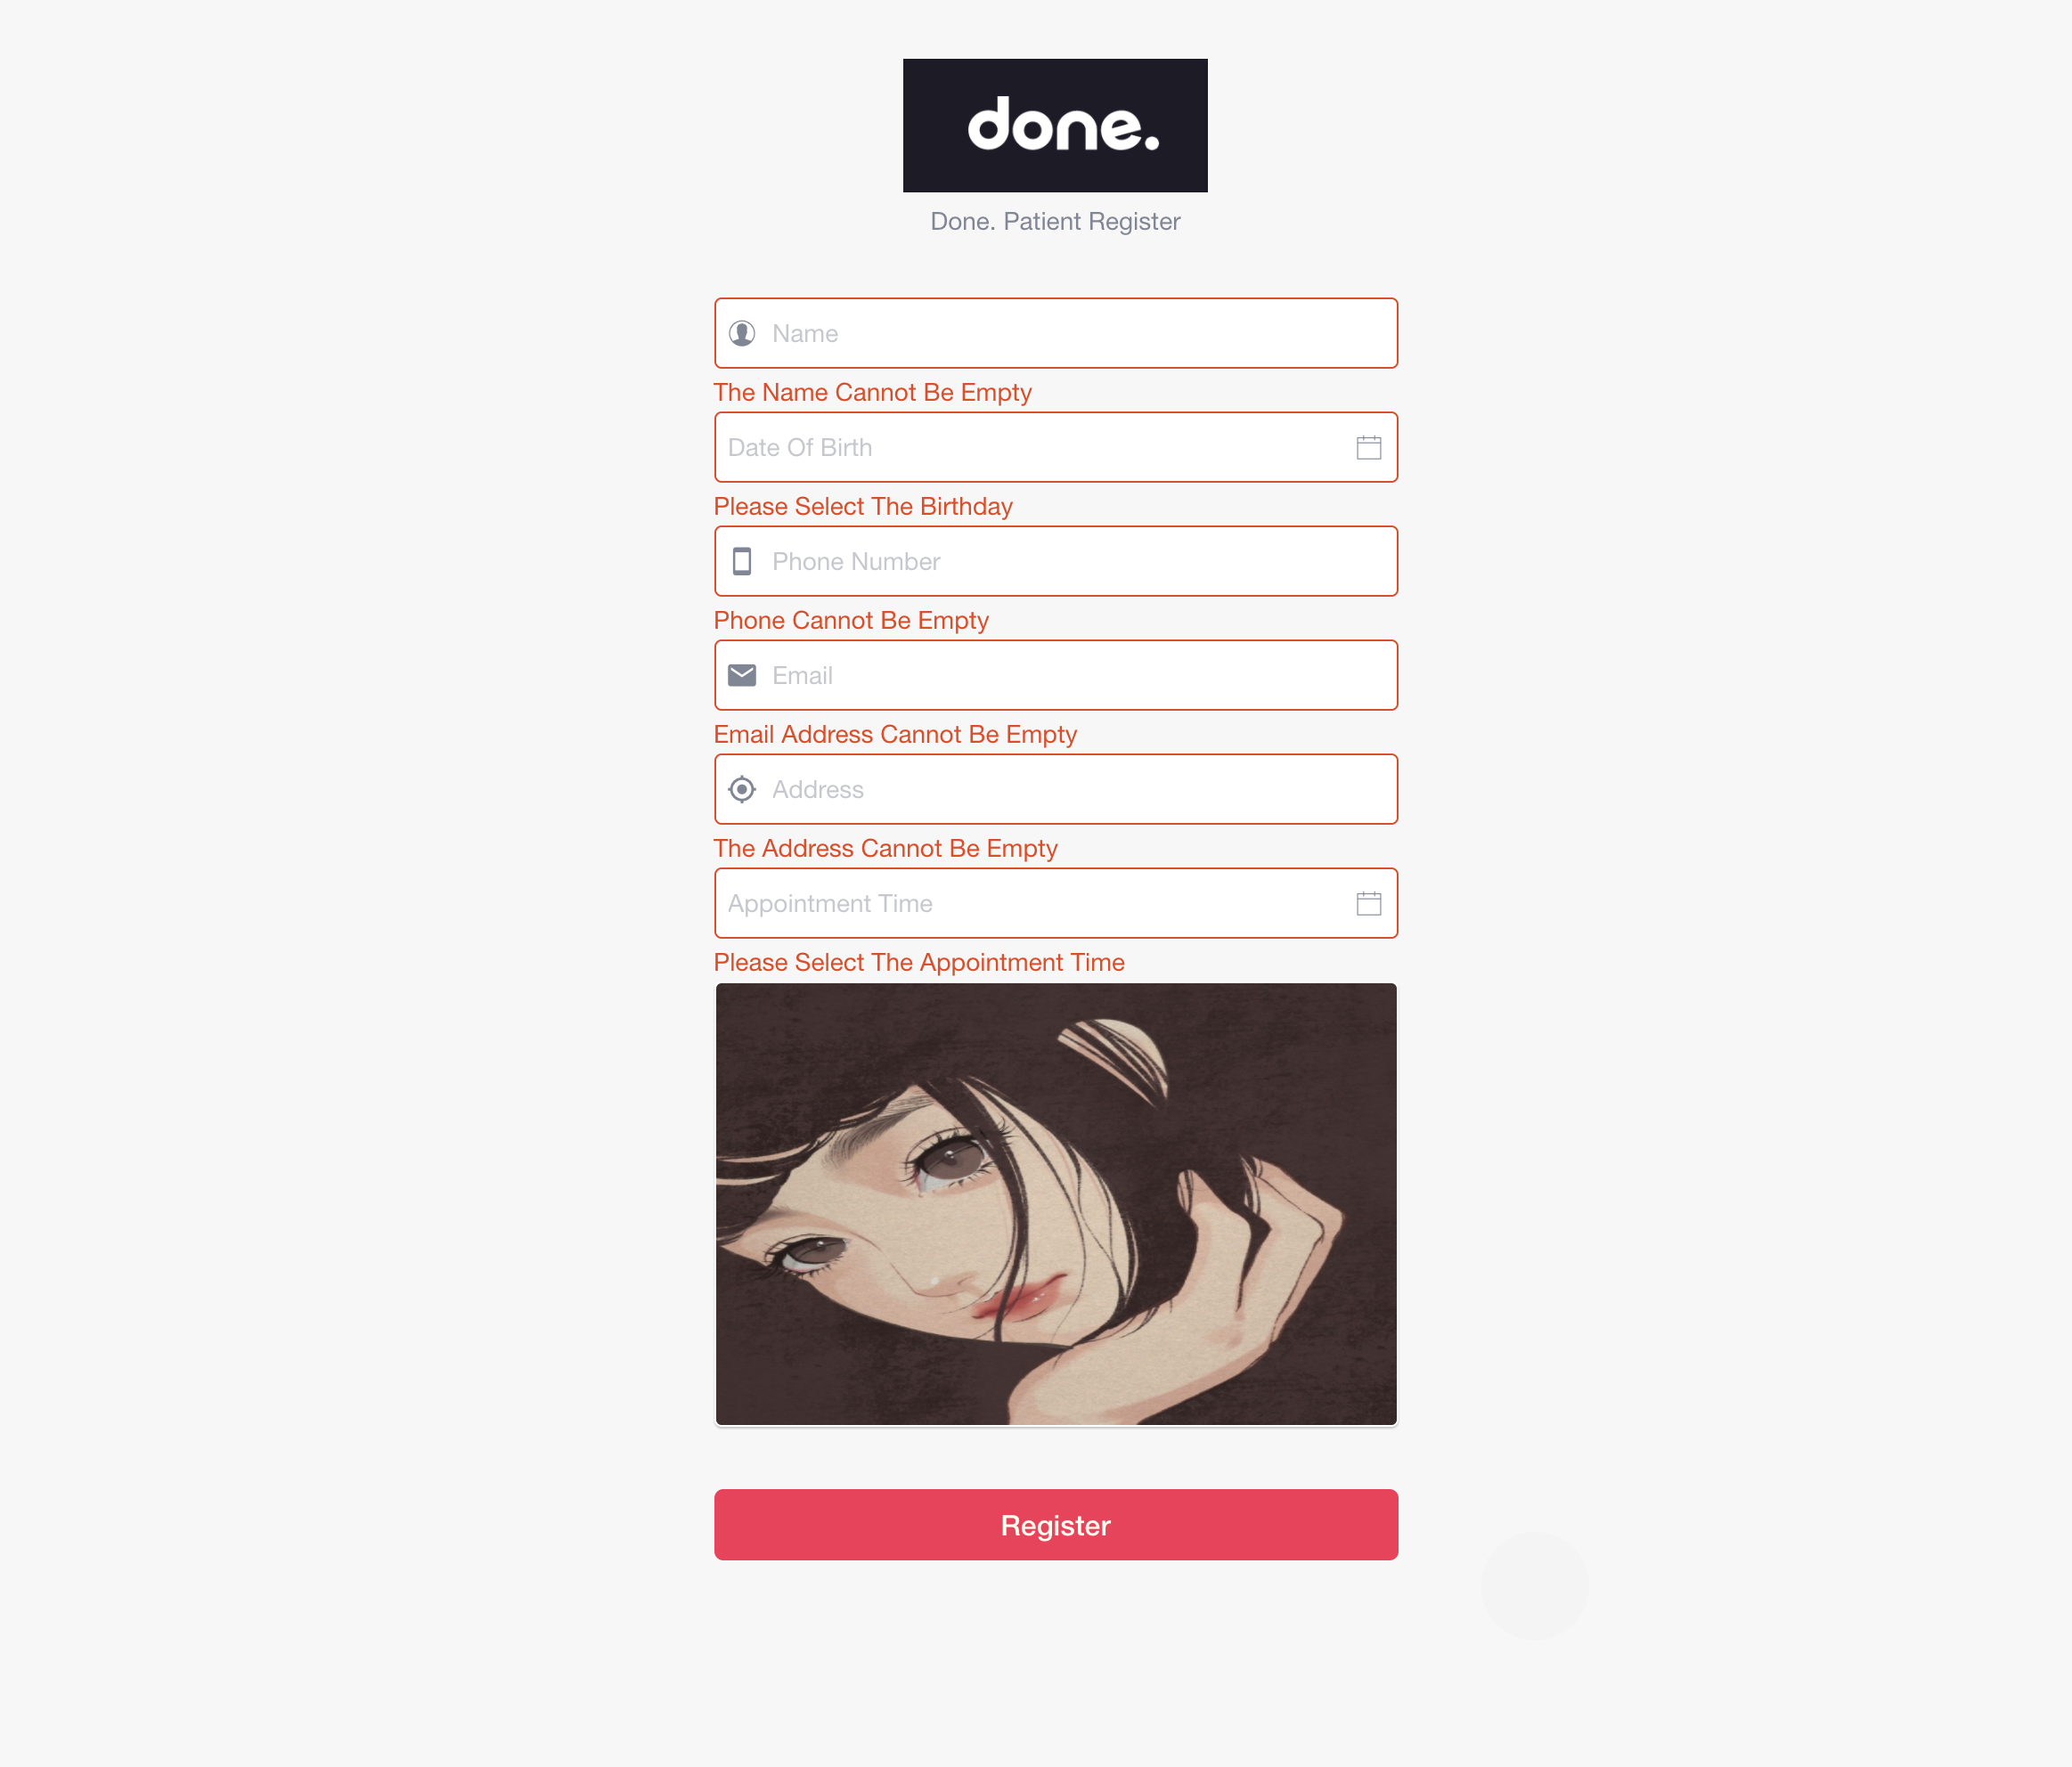 done.
Done. Patient Register
Name
The Name Cannot Be Empty
Date Of Birth
Please Select The Birthday
Phone Number
Phone Cannot Be Empty
Email
Email Address Cannot Be Empty
Address
The Address Cannot Be Empty
Appointment Time
Please Select The Appointment Time
Register